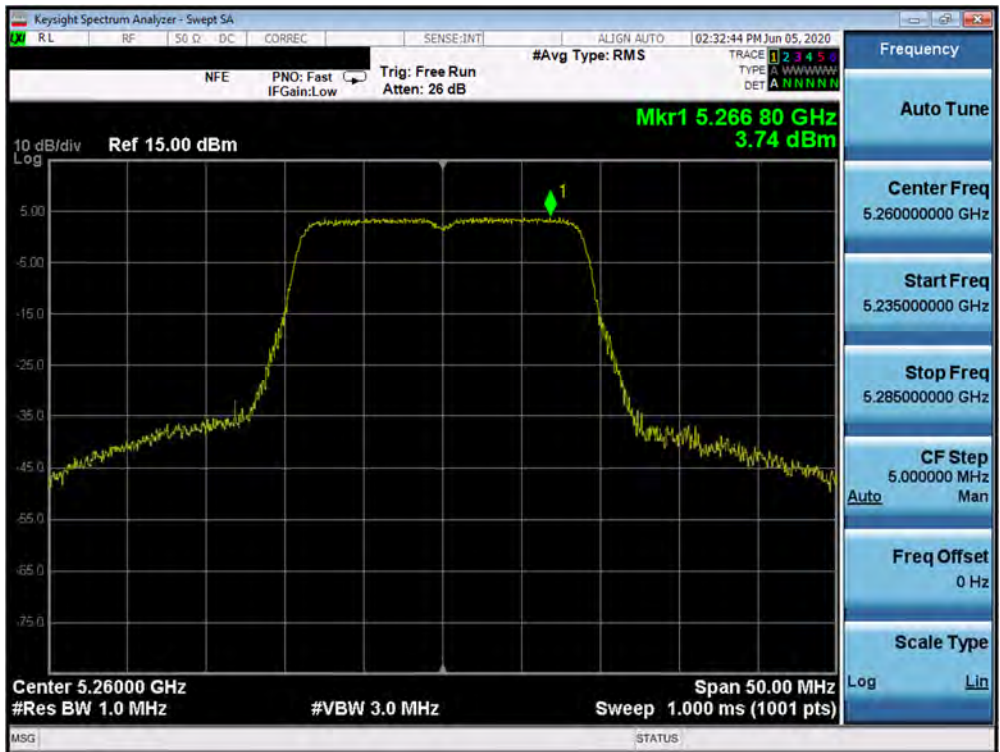 Keysight Spectrum Analyzer - Swept SA
LXI RL RF 50 Ω DC CORREC SENSE:INT ALIGN AUTO 02:32:44 PM Jun 05, 2020
#Avg Type: RMS
TRACE 1 2 3 4 5 6
NFE PNO: Fast Trig: Free Run
TYPE A WWWWW
IFGain:Low Atten: 26 dB
DET A N N N N N
Mkr1 5.266 80 GHz
3.74 dBm
10 dB/div Ref 15.00 dBm
Log
1
5.00
-5.00
-15.0
-25.0
-35.0
-45.0
-55.0
-65.0
-75.0
Center 5.26000 GHz
Span 50.00 MHz
#Res BW 1.0 MHz
#VBW 3.0 MHz
Sweep 1.000 ms (1001 pts)
MSG
STATUS
Frequency
Auto Tune
Center Freq
5.260000000 GHz
Start Freq
5.235000000 GHz
Stop Freq
5.285000000 GHz
CF Step
5.000000 MHz
Auto Man
Freq Offset
0 Hz
Scale Type
Log Lin